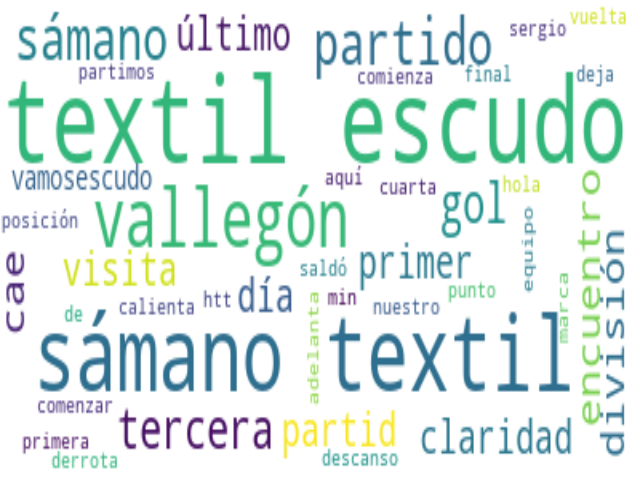 sámano último partido sergio vuelta
partimos comienza final deja
textil escudo
vamosescudo aquí cuarta hola
posición vallegón gol equipo encuentro
cae visita saldó primer división
de calienta htt día min nuestro punto marca
adelanta
sámano textil
comenzar tercera partid claridad
primera derrota descanso